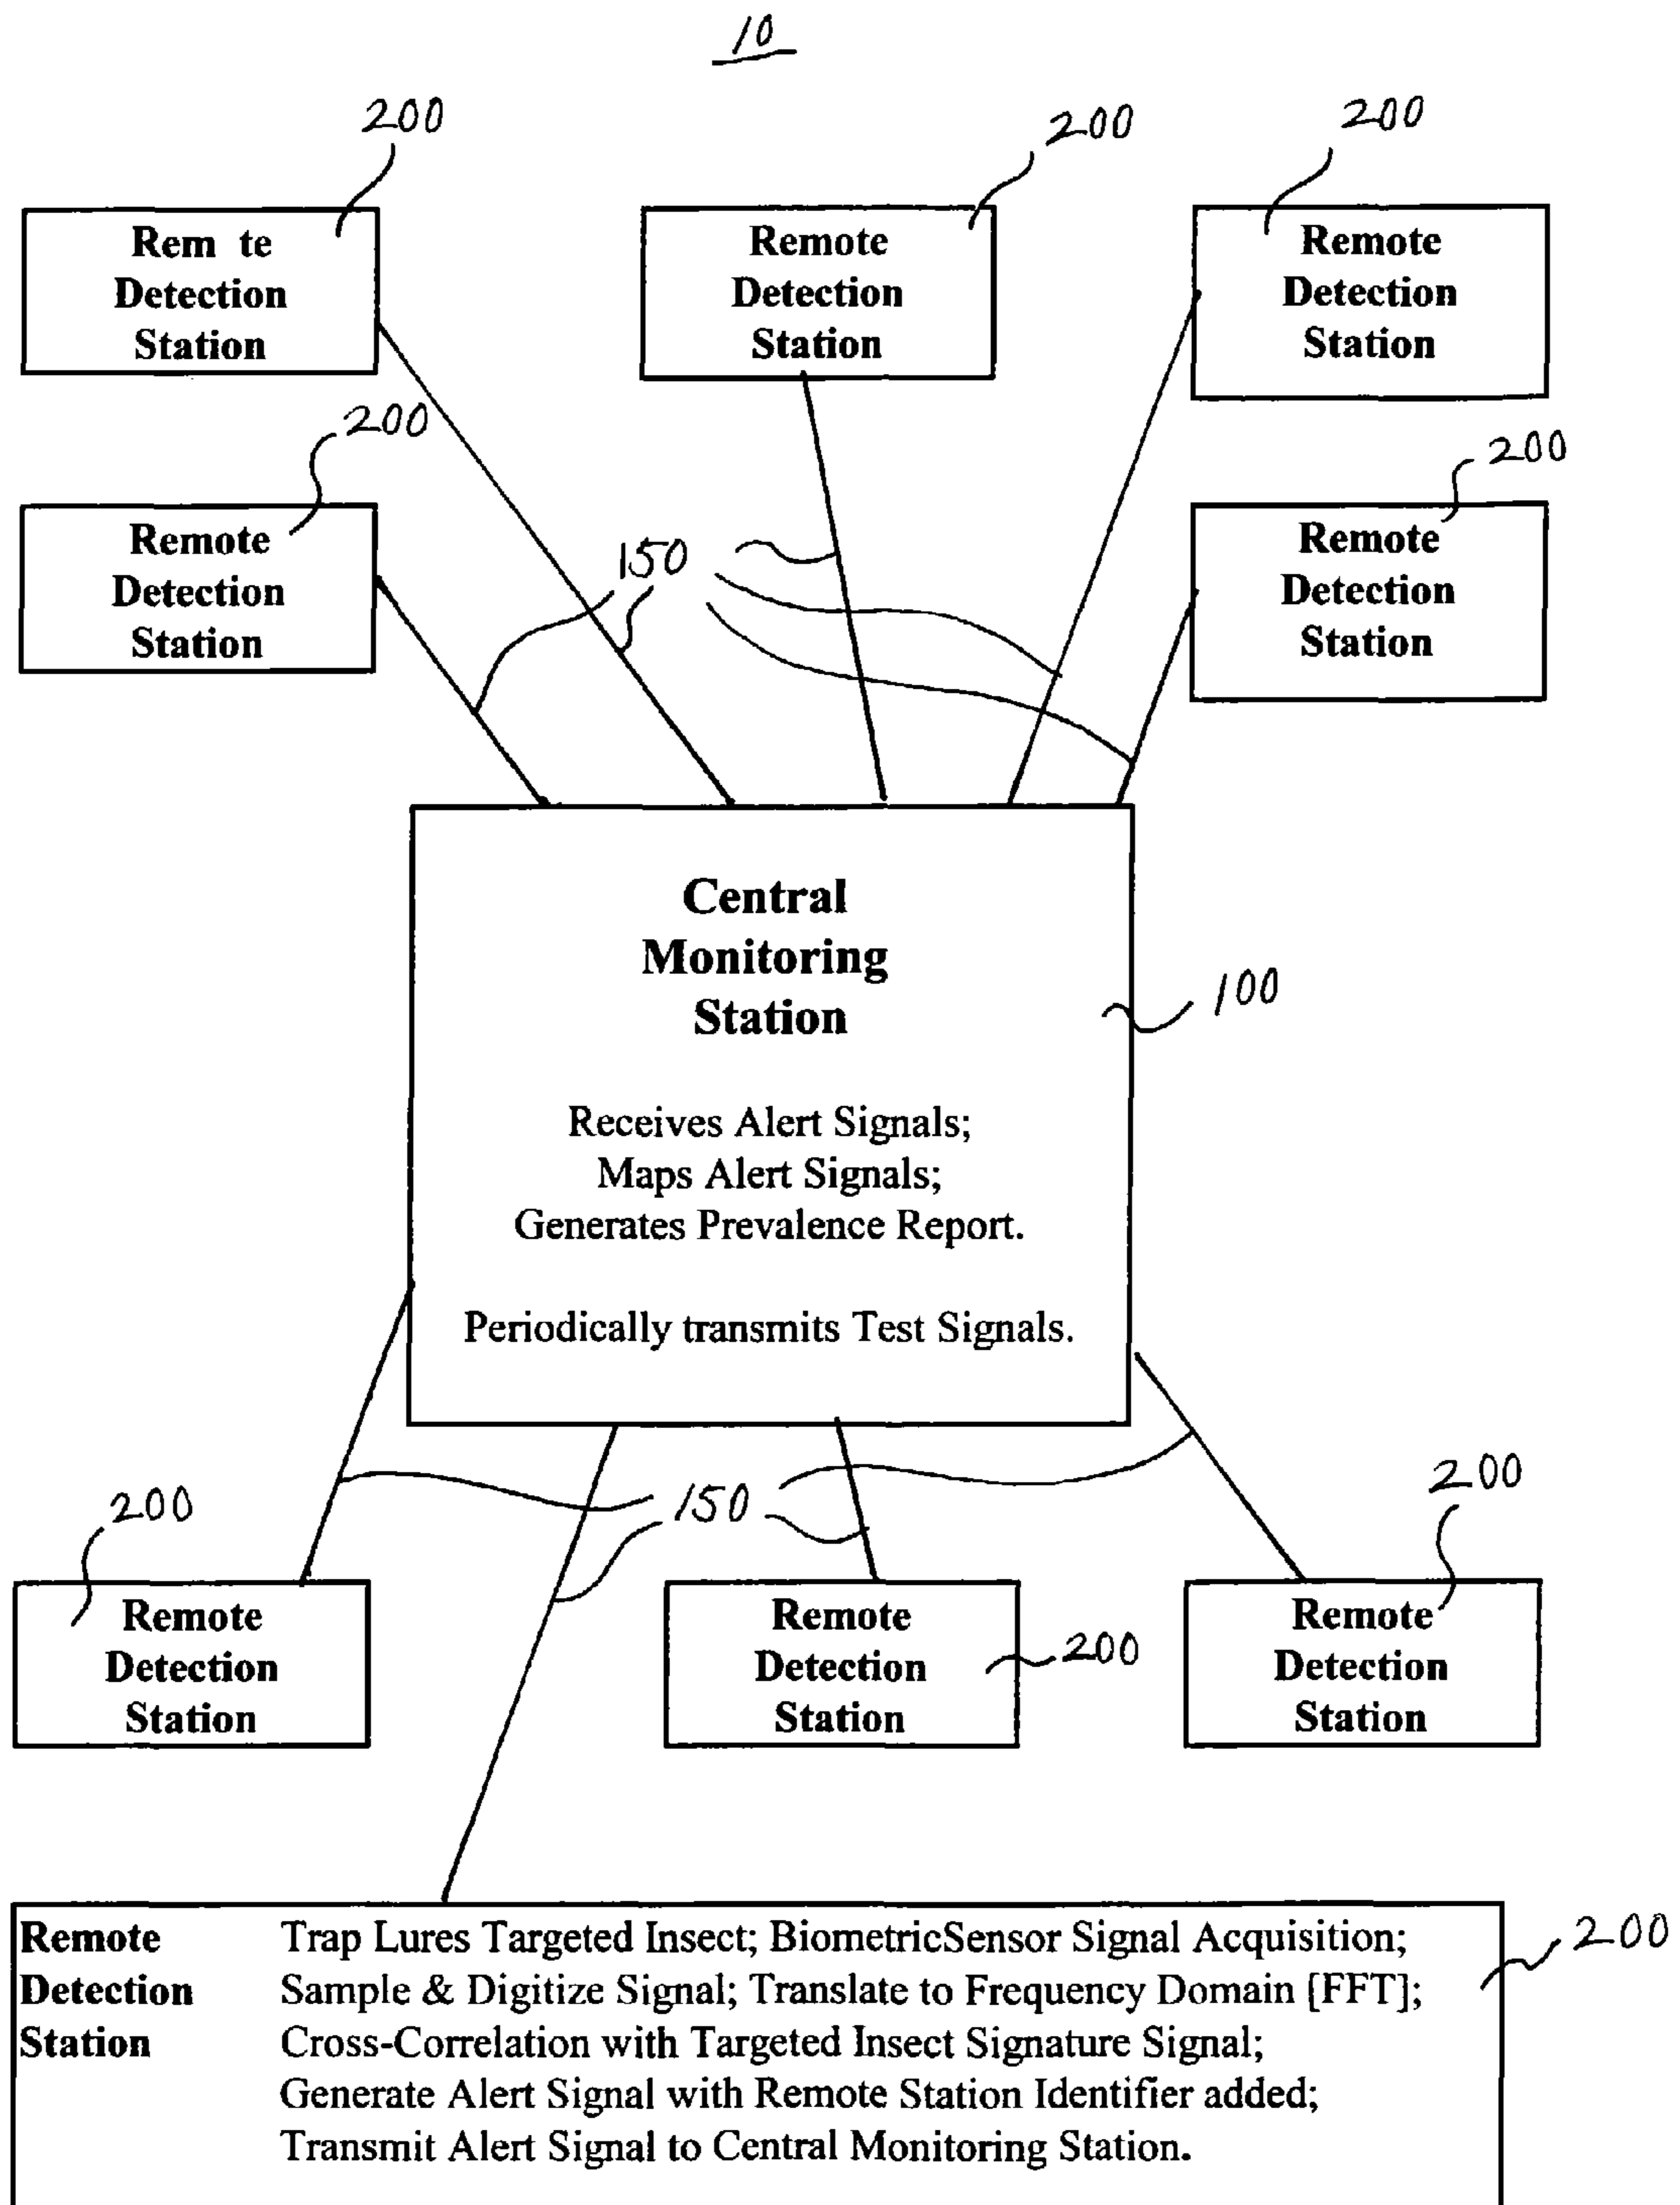 10
200
200
200
Rem te
Detection
Station
Remote
Detection
Station
Remote
Detection
Station
200
200
Remote
Detection
Station
150
Remote
Detection
Station
Central
Monitoring
Station
100
Receives Alert Signals;
Maps Alert Signals;
Generates Prevalence Report.
Periodically transmits Test Signals.
200
150
200
Remote
Detection
Station
Remote
Detection
Station
200
Remote
Detection
Station
200
Remote Trap Lures Targeted Insect; BiometricSensor Signal Acquisition;
Detection Sample & Digitize Signal; Translate to Frequency Domain [FFT];
Station Cross-Correlation with Targeted Insect Signature Signal;
Generate Alert Signal with Remote Station Identifier added;
Transmit Alert Signal to Central Monitoring Station.